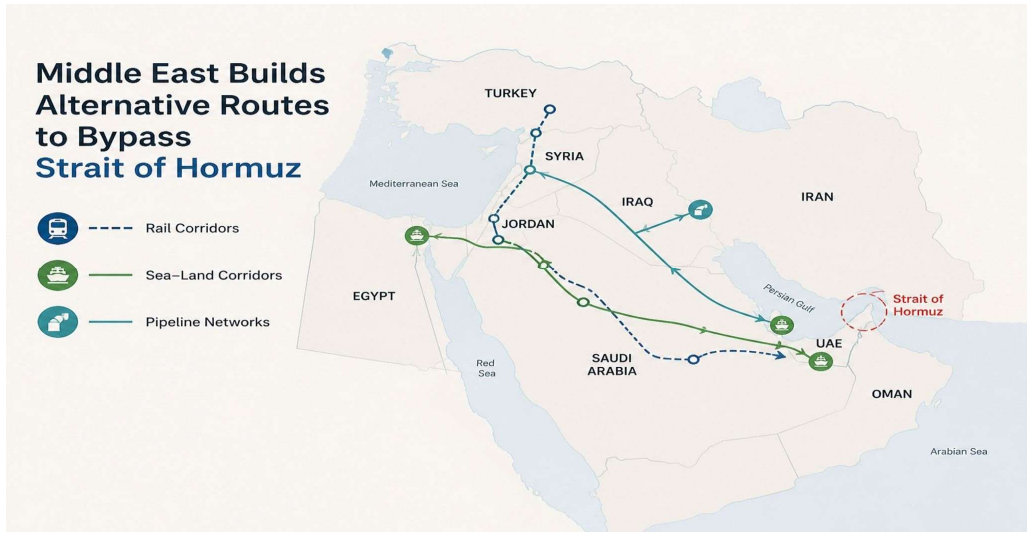 Middle East Builds
Alternative Routes
to Bypass
Strait of Hormuz
Rail Corridors
Sea–Land Corridors
Pipeline Networks
TURKEY
SYRIA
Mediterranean Sea
IRAQ
IRAN
JORDAN
EGYPT
Persian Gulf
Strait of
Hormuz
UAE
SAUDI
ARABIA
Red
Sea
OMAN
Arabian Sea